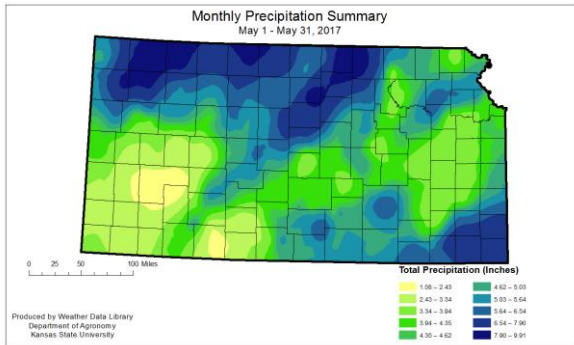 Monthly Precipitation Summary
May 1 - May 31, 2017
0 25 50 100 Miles
Produced by Weather Data Library
Department of Agronomy
Kansas State University
Total Precipitation (Inches)
1.08 – 2.43
2.43 – 3.34
3.34 – 3.94
3.94 – 4.35
4.35 – 4.62
4.62 – 5.03
5.03 – 5.64
5.64 – 6.54
6.54 – 7.90
7.90 – 9.91